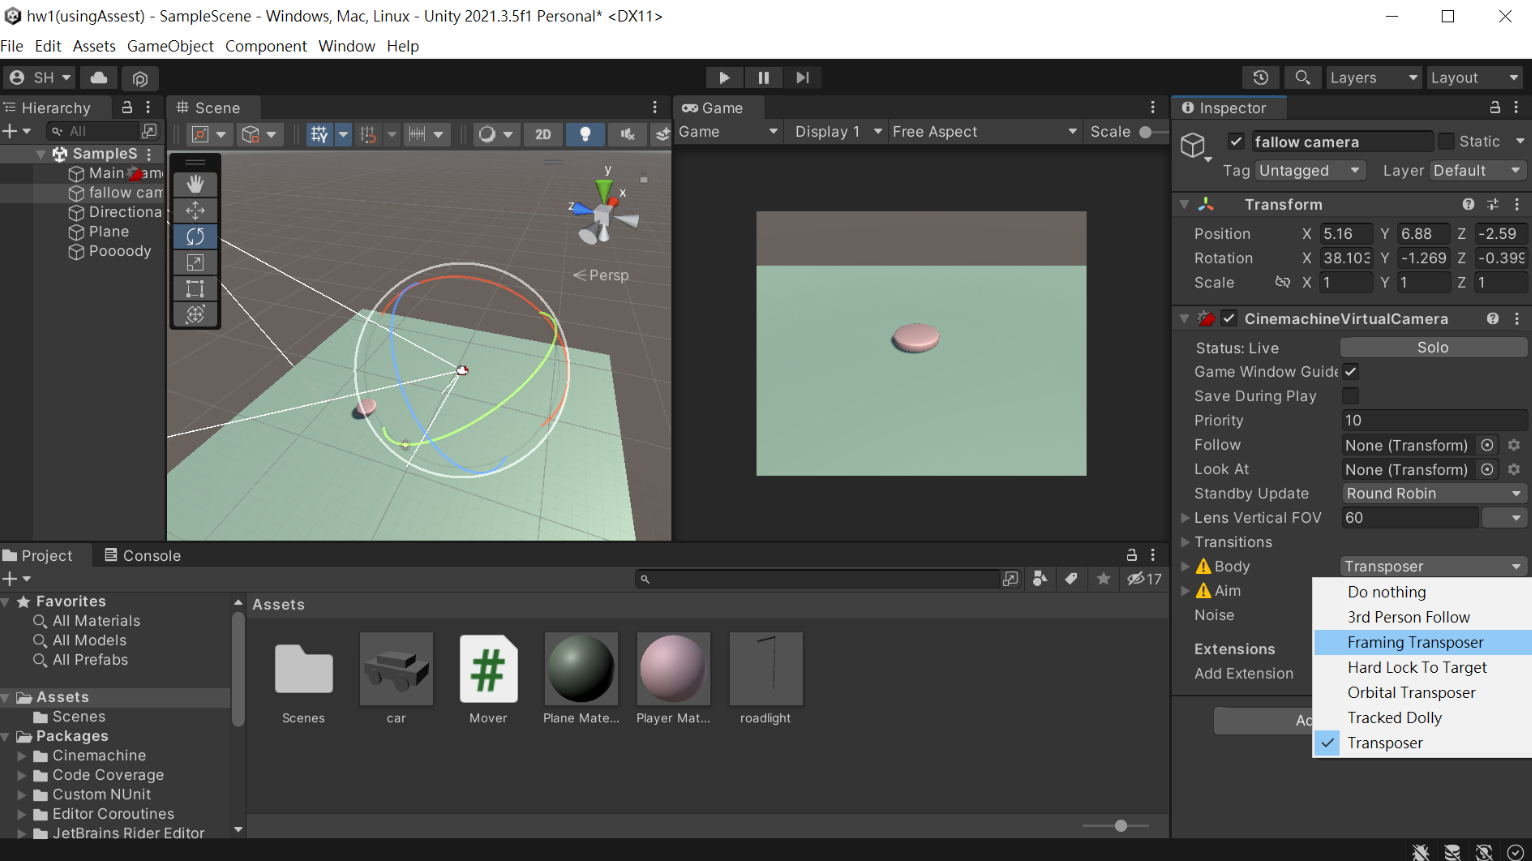 hw1(usingAssest) - SampleScene - Windows, Mac, Linux - Unity 2021.3.5f1 Personal* <DX11>
File Edit Assets GameObject Component Window Help
SH Layers Layout
Hierarchy
All
SampleS
Main am
fallow cam
Directiona
Plane
Poooody
Scene
2D
y
x
z
Persp
Game
Game Display 1 Free Aspect Scale
Inspector
fallow camera Static
Tag Untagged Layer Default
Transform
Position X 5.16 Y 6.88 Z -2.59
Rotation X 38.103 Y -1.269 Z -0.399
Scale X 1 Y 1 Z 1
CinemachineVirtualCamera
Status: Live Solo
Game Window Guide
Save During Play
Priority 10
Follow None (Transform)
Look At None (Transform)
Standby Update Round Robin
Lens Vertical FOV 60
Transitions
Body Transposer
Aim
Noise
Extensions
Add Extension
Ad
Do nothing
3rd Person Follow
Framing Transposer
Hard Lock To Target
Orbital Transposer
Tracked Dolly
Transposer
Project Console
17
Favorites
All Materials
All Models
All Prefabs
Assets
Scenes
Packages
Cinemachine
Code Coverage
Custom NUnit
Editor Coroutines
JetBrains Rider Editor
Assets
Scenes car Mover Plane Mate... Player Mat... roadlight